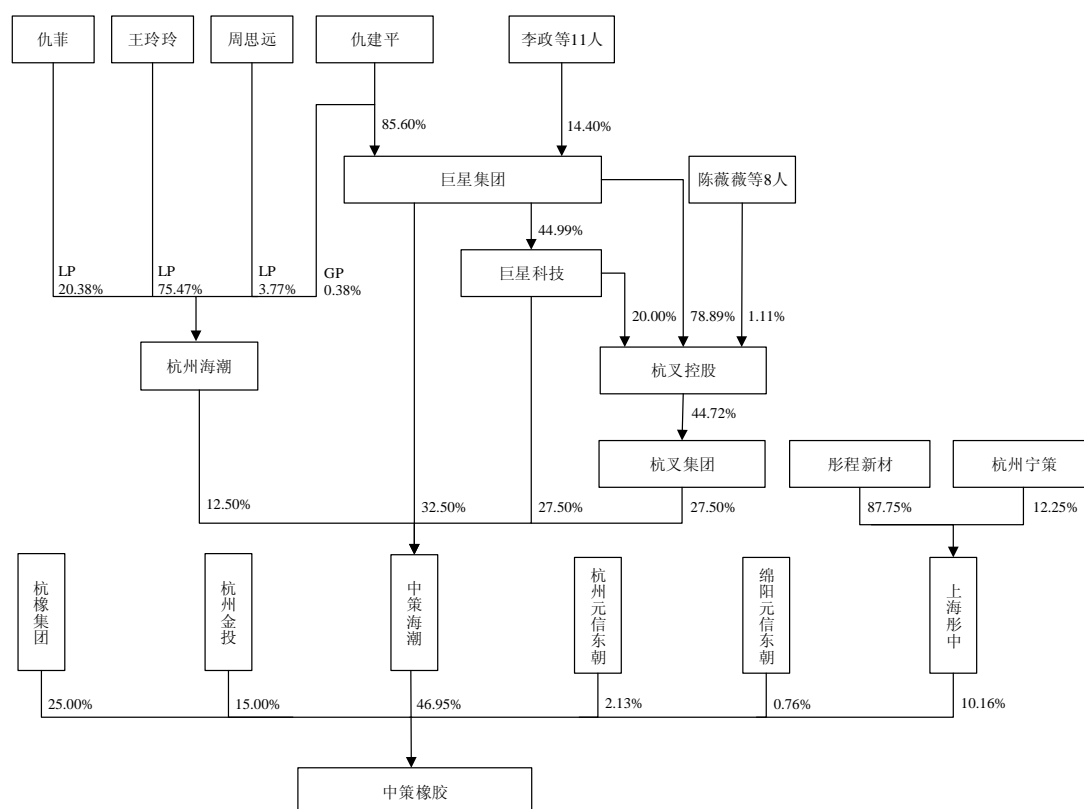 仇菲
王玲玲
周思远
仇建平
李政等11人
85.60%
14.40%
巨星集团
陈薇薇等8人
44.99%
巨星科技
LP
20.38%
LP
75.47%
LP
3.77%
GP
0.38%
20.00%
78.89%
1.11%
杭州海潮
杭叉控股
44.72%
杭叉集团
彤程新材
杭州宁策
12.50%
32.50%
27.50%
27.50%
87.75%
12.25%
杭橡集团
杭州金投
中策海潮
杭州元信东朝
绵阳元信东朝
上海彤中
25.00%
15.00%
46.95%
2.13%
0.76%
10.16%
中策橡胶